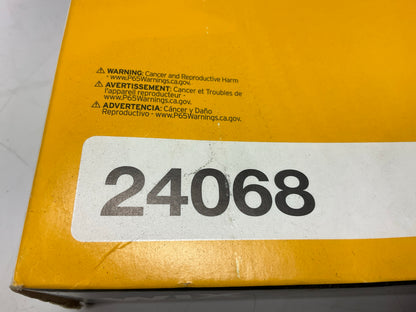 ⚠ WARNING: Cancer and Reproductive Harm
- www.P65Warnings.ca.gov.
⚠ AVERTISSEMENT: Cancer et Troubles de
l'appareil reproducteur -
www.P65Warnings.ca.gov.
⚠ ADVERTENCIA: Cáncer y Daño
Reproductivo - www.P65Warnings.ca.gov.
24068